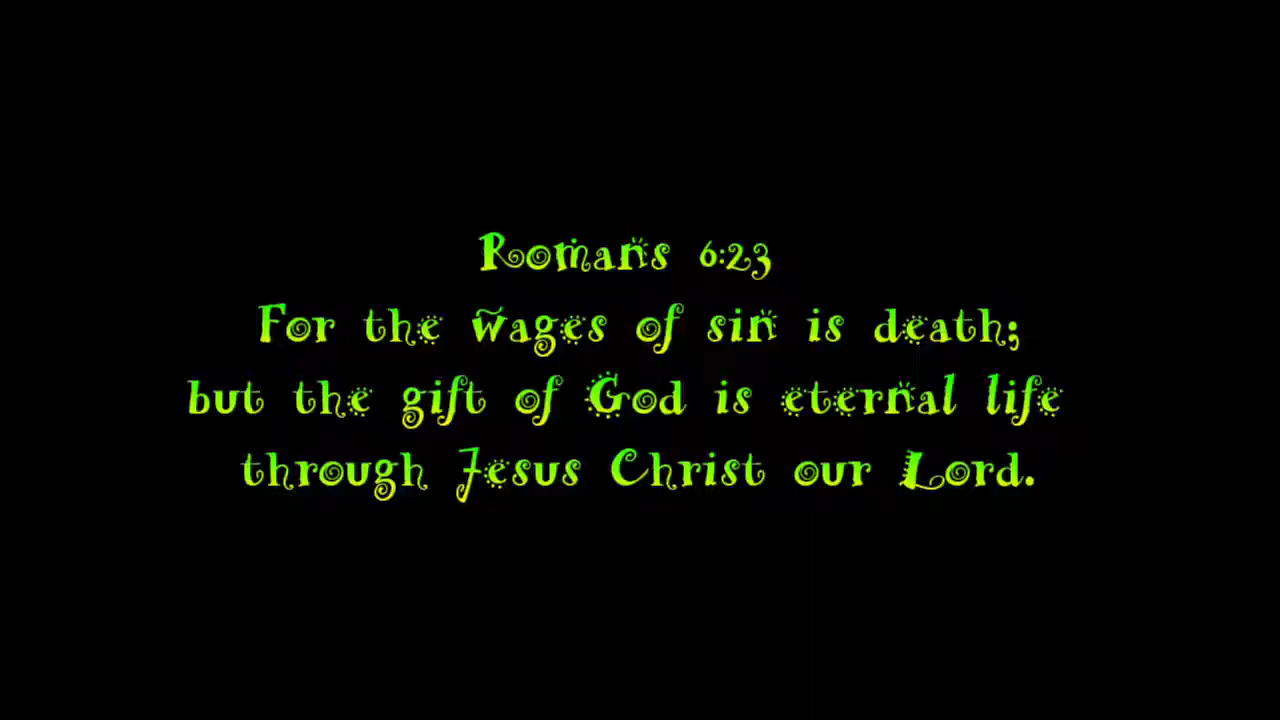 Romans 6:23
For the wages of sin is death;
but the gift of God is eternal life
through Jesus Christ our Lord.